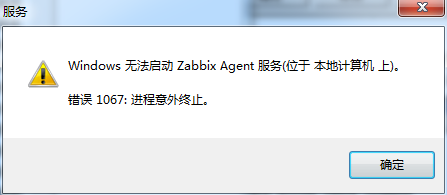 服务
Windows 无法启动 Zabbix Agent 服务(位于 本地计算机 上)。
错误 1067: 进程意外终止。
确定